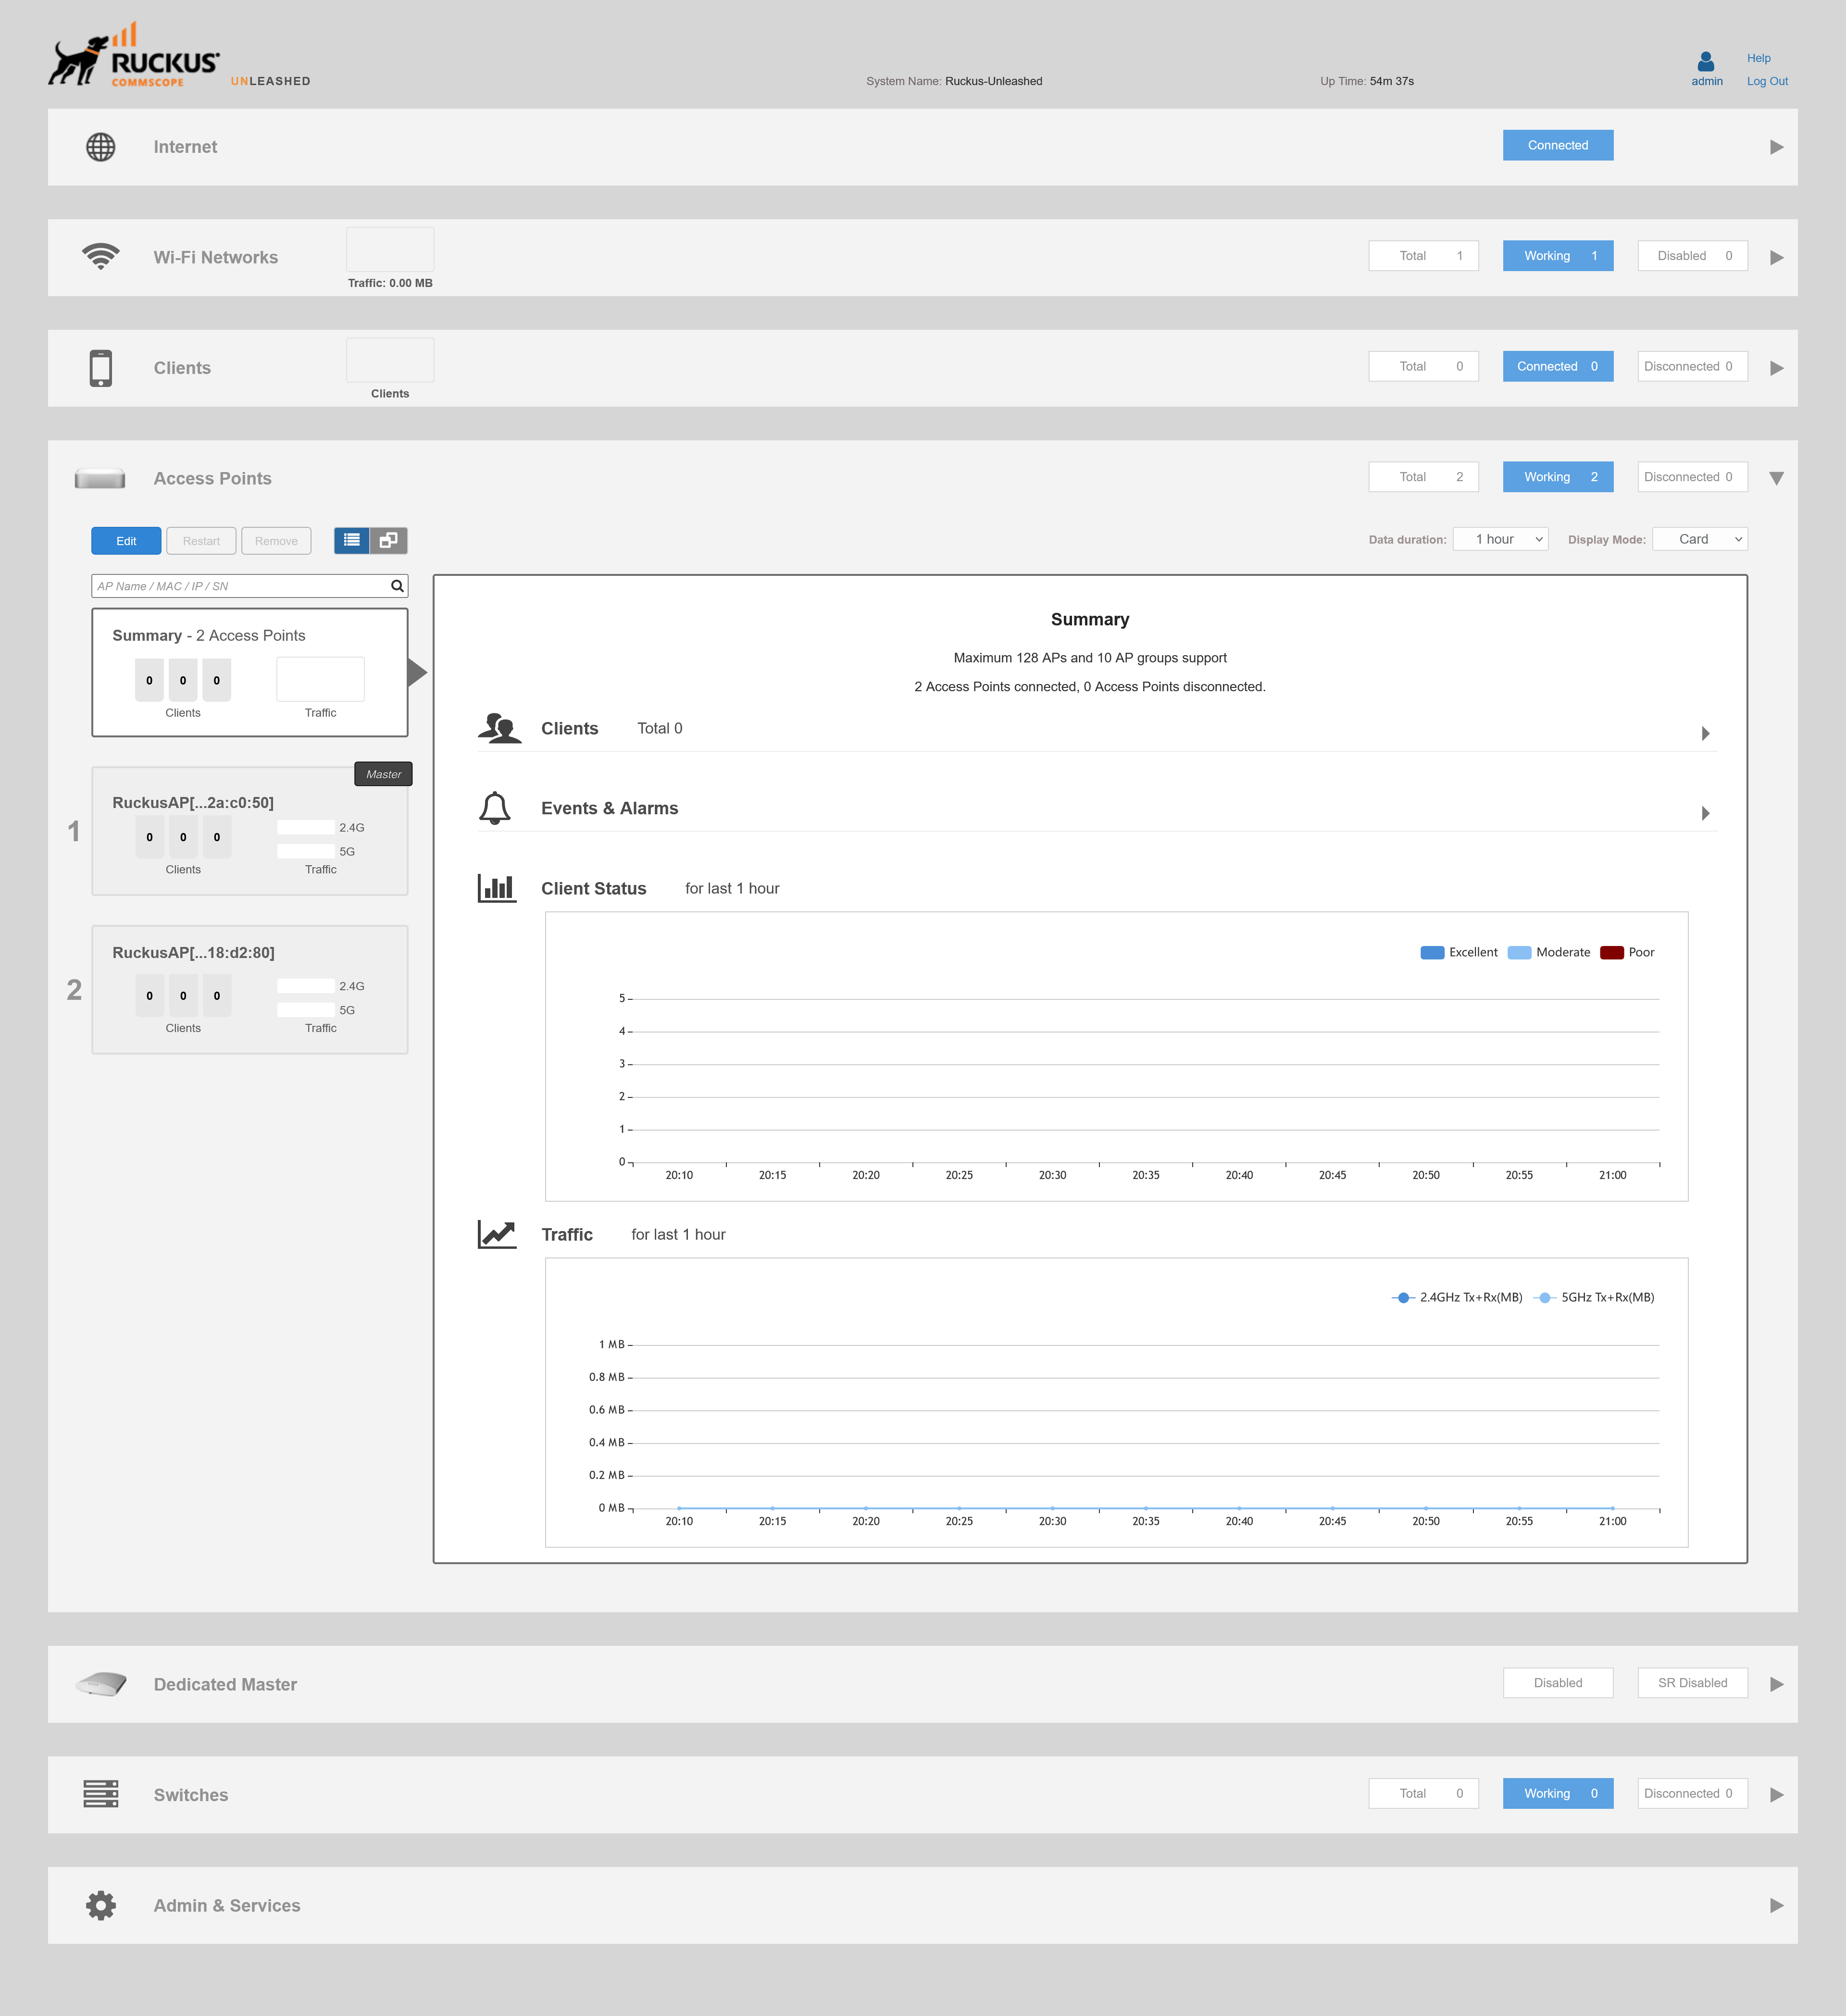 RUCKUS
COMMSCOPE
UNLEASHED
System Name: Ruckus-Unleashed
Up Time: 54m 37s
admin
Help
Log Out
Internet
Connected
Wi-Fi Networks
Traffic: 0.00 MB
Total 1
Working 1
Disabled 0
Clients
Clients
Total 0
Connected 0
Disconnected 0
Access Points
Total 2
Working 2
Disconnected 0
Edit
Restart
Remove
Data duration: 1 hour
Display Mode: Card
AP Name / MAC / IP / SN
Summary - 2 Access Points
0 0 0
Clients
Traffic
Master
1
RuckusAP[...2a:c0:50]
0 0 0
2.4G
5G
Clients
Traffic
2
RuckusAP[...18:d2:80]
0 0 0
2.4G
5G
Clients
Traffic
Summary
Maximum 128 APs and 10 AP groups support
2 Access Points connected, 0 Access Points disconnected.
Clients Total 0
Events & Alarms
Client Status for last 1 hour
Excellent Moderate Poor
5
4
3
2
1
0
20:10 20:15 20:20 20:25 20:30 20:35 20:40 20:45 20:50 20:55 21:00
Traffic for last 1 hour
2.4GHz Tx+Rx(MB) 5GHz Tx+Rx(MB)
1 MB
0.8 MB
0.6 MB
0.4 MB
0.2 MB
0 MB
20:10 20:15 20:20 20:25 20:30 20:35 20:40 20:45 20:50 20:55 21:00
Dedicated Master
Disabled
SR Disabled
Switches
Total 0
Working 0
Disconnected 0
Admin & Services